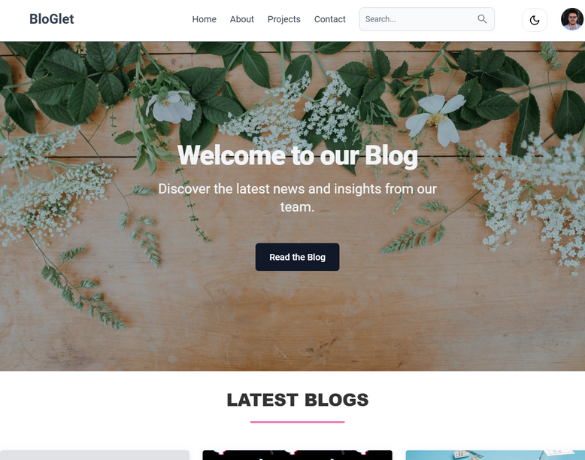 BloGlet
Home About Projects Contact Search...
Welcome to our Blog
Discover the latest news and insights from our
team.
Read the Blog
LATEST BLOGS